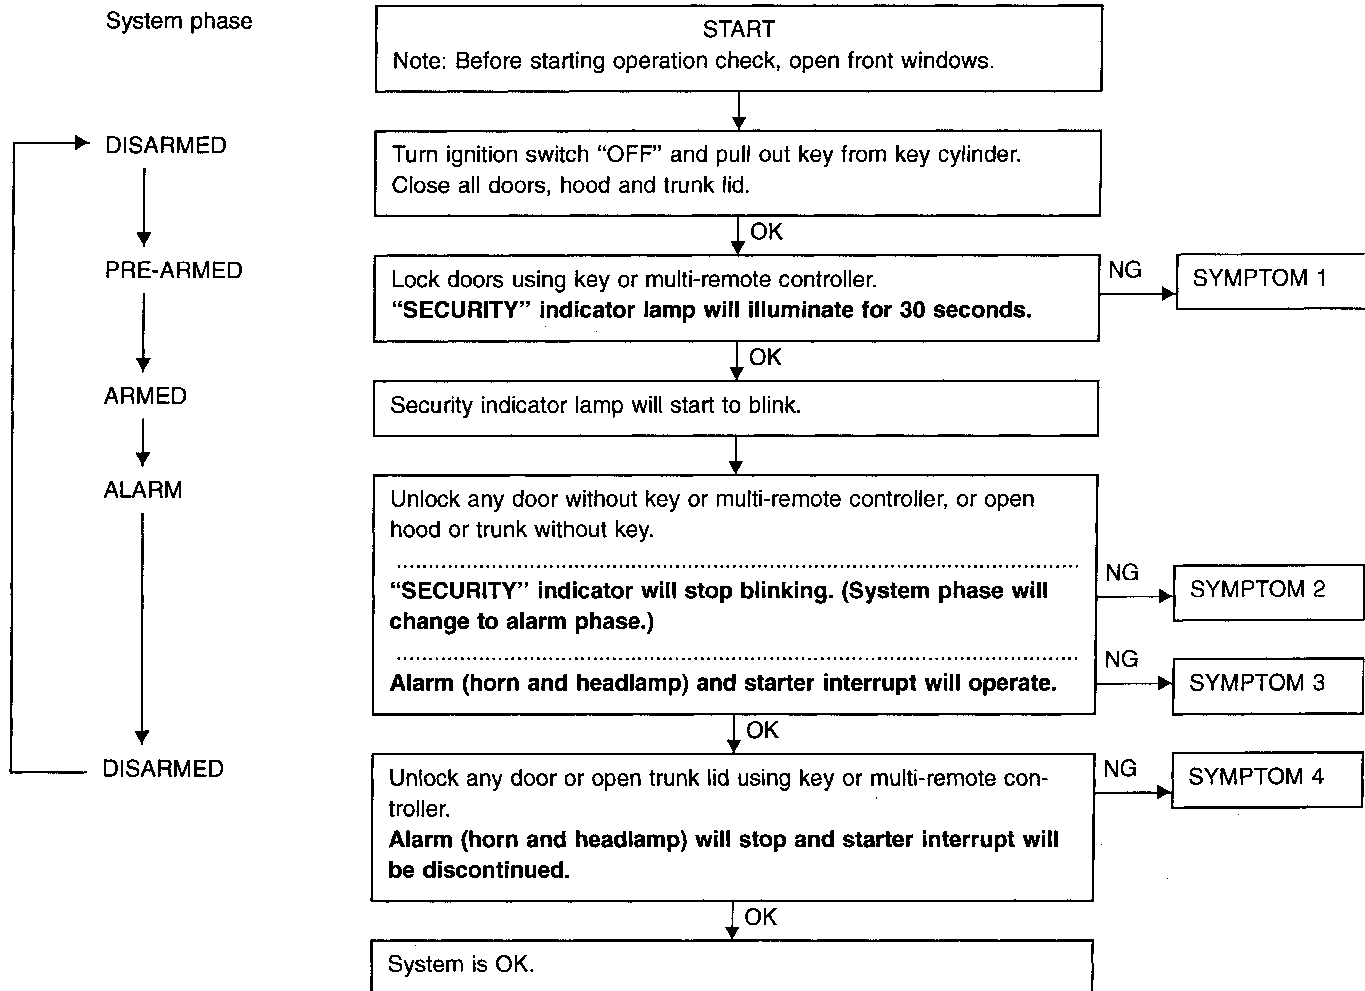 System phase
START
Note: Before starting operation check, open front windows.
DISARMED
Turn ignition switch “OFF” and pull out key from key cylinder.
Close all doors, hood and trunk lid.
OK
PRE-ARMED
Lock doors using key or multi-remote controller.
“SECURITY” indicator lamp will illuminate for 30 seconds.
NG
SYMPTOM 1
OK
ARMED
Security indicator lamp will start to blink.
ALARM
Unlock any door without key or multi-remote controller, or open
hood or trunk without key.
“SECURITY” indicator will stop blinking. (System phase will
change to alarm phase.)
NG
SYMPTOM 2
Alarm (horn and headlamp) and starter interrupt will operate.
NG
SYMPTOM 3
OK
DISARMED
Unlock any door or open trunk lid using key or multi-remote con-
troller.
Alarm (horn and headlamp) will stop and starter interrupt will
be discontinued.
NG
SYMPTOM 4
OK
System is OK.